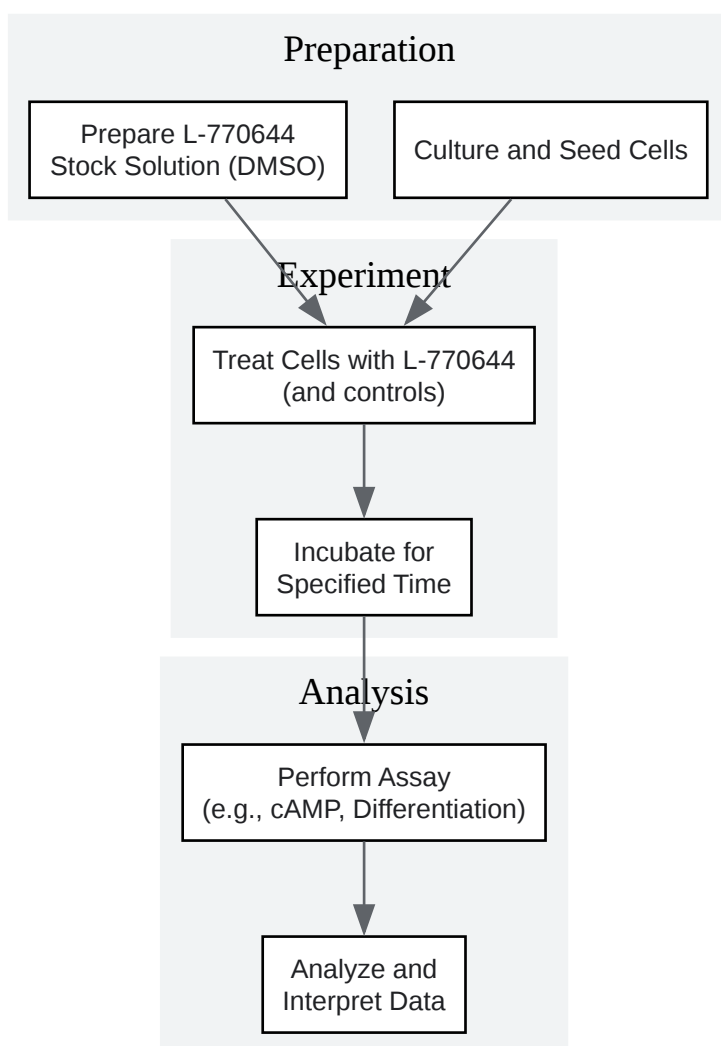 Preparation
Prepare L-770644
Stock Solution (DMSO)
Culture and Seed Cells
Experiment
Treat Cells with L-770644
(and controls)
Incubate for
Specified Time
Analysis
Perform Assay
(e.g., cAMP, Differentiation)
Analyze and
Interpret Data